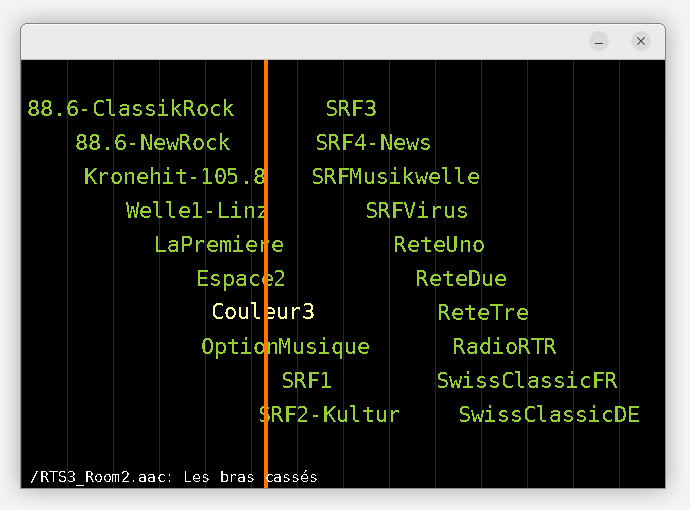 88.6-ClassikRock SRF3
88.6-NewRock SRF4-News
Kronehit-105.8 SRFMusikwelle
Welle1-Linz SRFVirus
LaPremiere ReteUno
Espace2 ReteDue
Couleur3 ReteTre
OptionMusique RadioRTR
SRF1 SwissClassicFR
SRF2-Kultur SwissClassicDE
/RTS3_Room2.aac: Les bras cassés